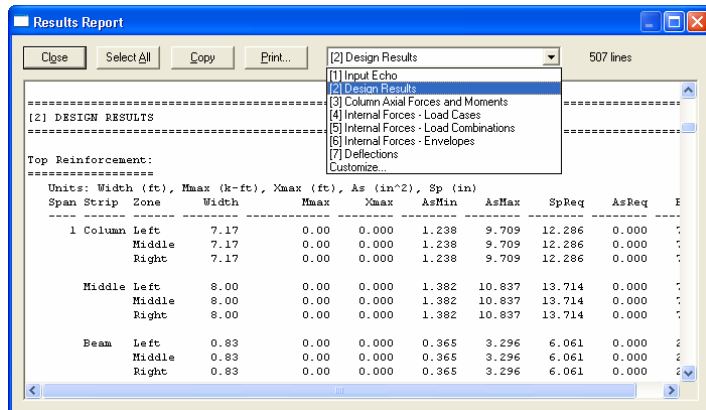 Results Report
Close Select All Copy Print... [2] Design Results 507 lines
[1] Input Echo
[2] Design Results
[3] Column Axial Forces and Moments
[4] Internal Forces - Load Cases
[5] Internal Forces - Load Combinations
[6] Internal Forces - Envelopes
[7] Deflections
Customize...
[2] DESIGN RESULTS
Top Reinforcement:
Units: Width (ft), Mmax (k-ft), Xmax (ft), As (in^2), Sp (in)
Span Strip Zone Width Mmax Xmax AsMin AsMax SpReq AsReq
1 Column Left 7.17 0.00 0.000 1.238 9.709 12.286 0.000
Middle 7.17 0.00 0.000 1.238 9.709 12.286 0.000
Right 7.17 0.00 0.000 1.238 9.709 12.286 0.000
Middle Left 8.00 0.00 0.000 1.382 10.837 13.714 0.000
Middle 8.00 0.00 0.000 1.382 10.837 13.714 0.000
Right 8.00 0.00 0.000 1.382 10.837 13.714 0.000
Beam Left 0.83 0.00 0.000 0.365 3.296 6.061 0.000
Middle 0.83 0.00 0.000 0.365 3.296 6.061 0.000
Right 0.83 0.00 0.000 0.365 3.296 6.061 0.000